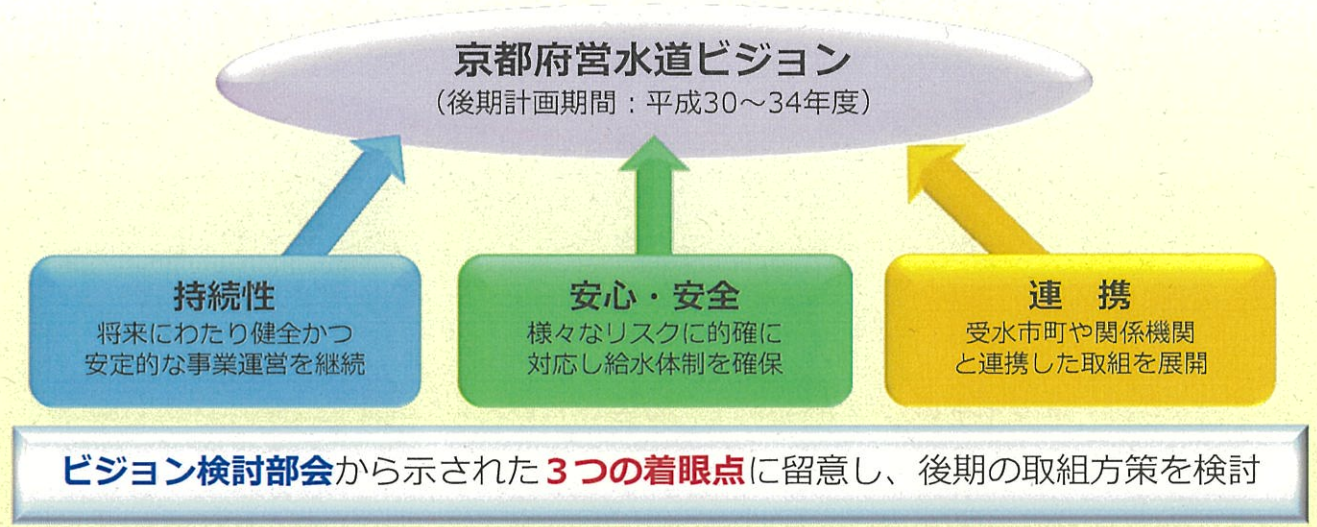 京都府営水道ビジョン
(後期計画期間：平成30～34年度)
持続性
将来にわたり健全かつ
安定的な事業運営を継続
安心・安全
様々なリスクに的確に
対応し給水体制を確保
連　携
受水市町や関係機関
と連携した取組を展開
ビジョン検討部会から示された３つの着眼点に留意し、後期の取組方策を検討